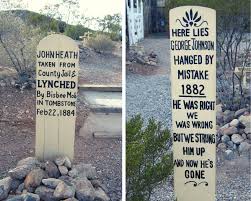 JOHN HEATH
TAKEN FROM
County Jail &
LYNCHED
By Bisbee Mob
IN TOMBSTONE
Feb. 22, 1884
HERE LIES
GEORGE JOHNSON
HANGED BY
MISTAKE
1882
HE WAS RIGHT
WE WAS
WRONG
BUT WE STRUNG
HIM UP
AND NOW HE'S
GONE